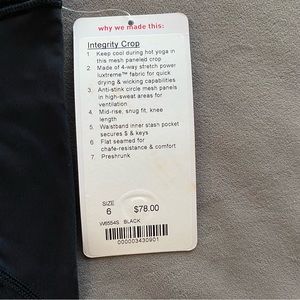 why we made this:
Integrity Crop
1 Keep cool during hot yoga in
this mesh paneled crop
2 Made of 4-way stretch power
luxtreme™ fabric for quick
drying & wicking capabilities
3 Anti-stink circle mesh panels
in high-sweat areas for
ventilation
4 Mid-rise, snug fit, knee
length
5 Waistband inner stash pocket
secures $ & keys
6 Flat seamed for
chafe-resistance & comfort
7 Preshrunk
SIZE
6 $78.00
W6554S BLACK
000003430901